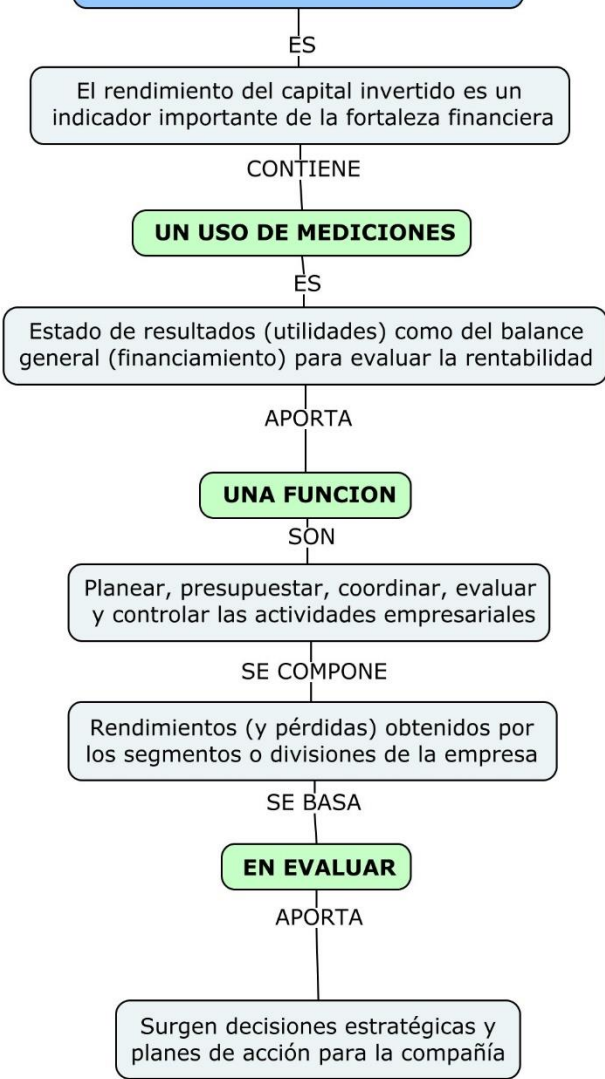 ES
El rendimiento del capital invertido es un
indicador importante de la fortaleza financiera
CONTIENE
UN USO DE MEDICIONES
ES
Estado de resultados (utilidades) como del balance
general (financiamiento) para evaluar la rentabilidad
APORTA
UNA FUNCION
SON
Planear, presupuestar, coordinar, evaluar
y controlar las actividades empresariales
SE COMPONE
Rendimientos (y pérdidas) obtenidos por
los segmentos o divisiones de la empresa
SE BASA
EN EVALUAR
APORTA
Surgen decisiones estratégicas y
planes de acción para la compañía